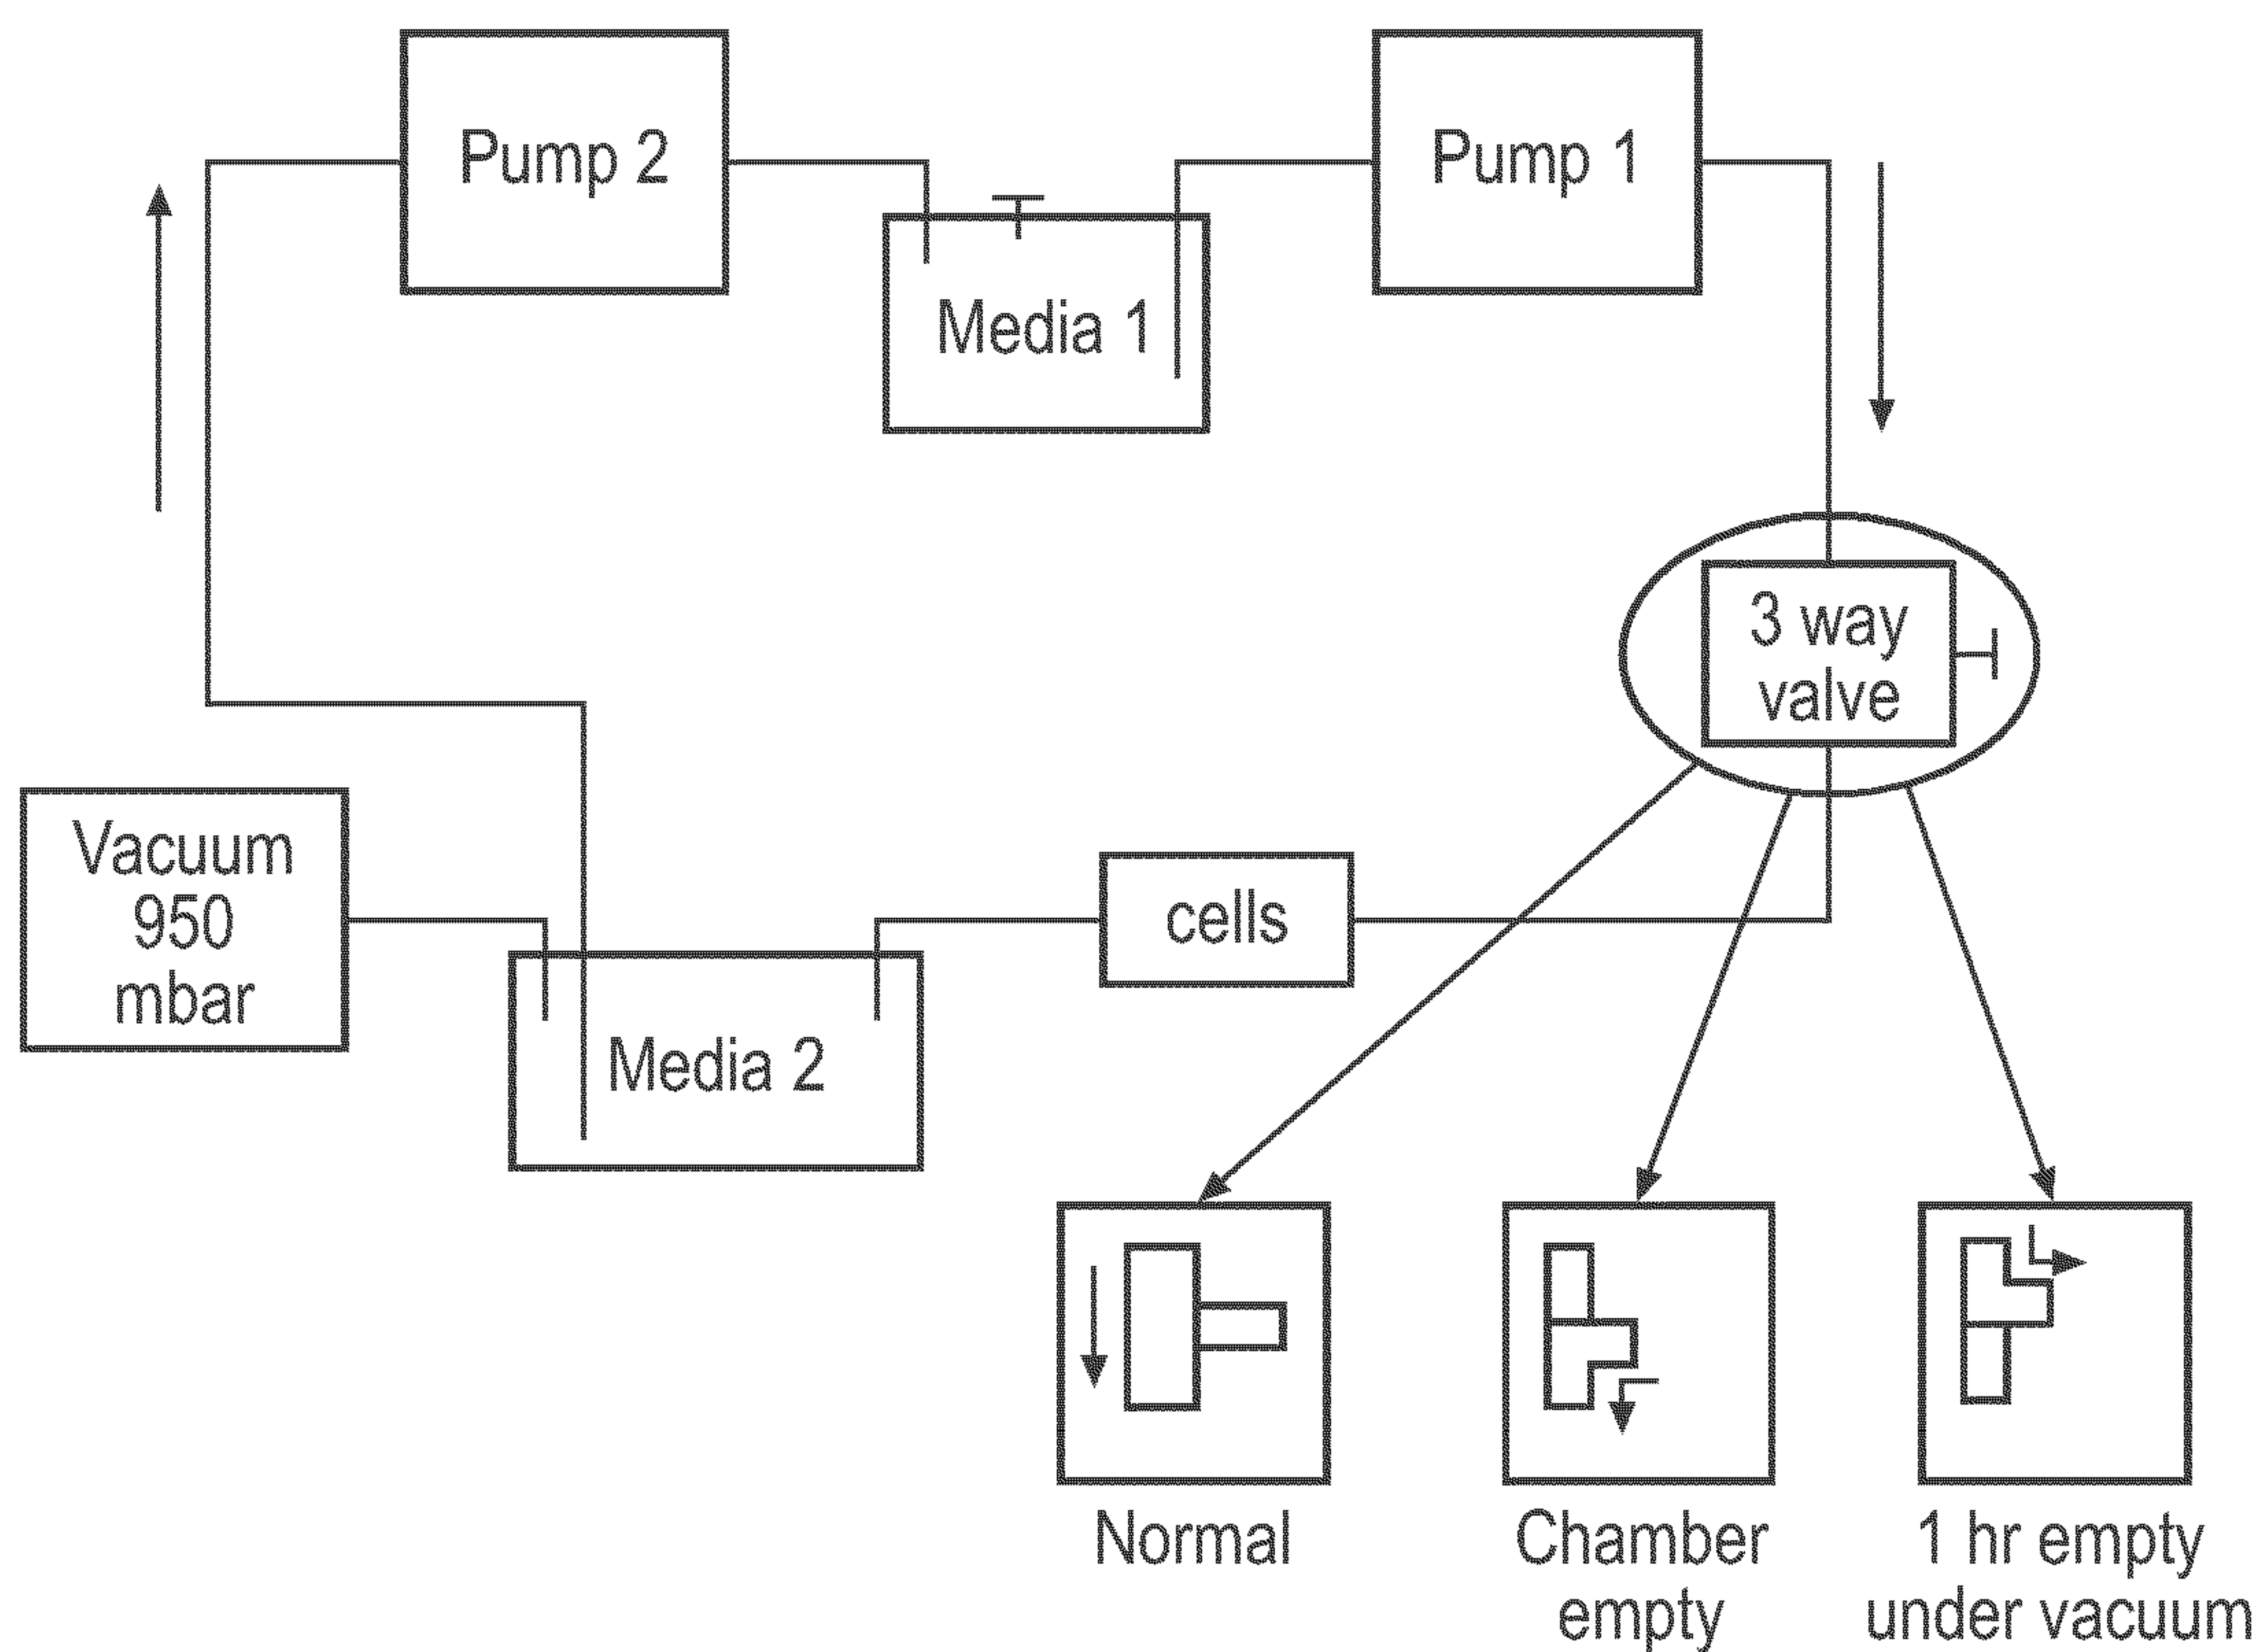 Pump 2
Pump 1
Media 1
3 way
valve
Vacuum
950
mbar
cells
Media 2
Normal
Chamber
empty
1 hr empty
under vacuum